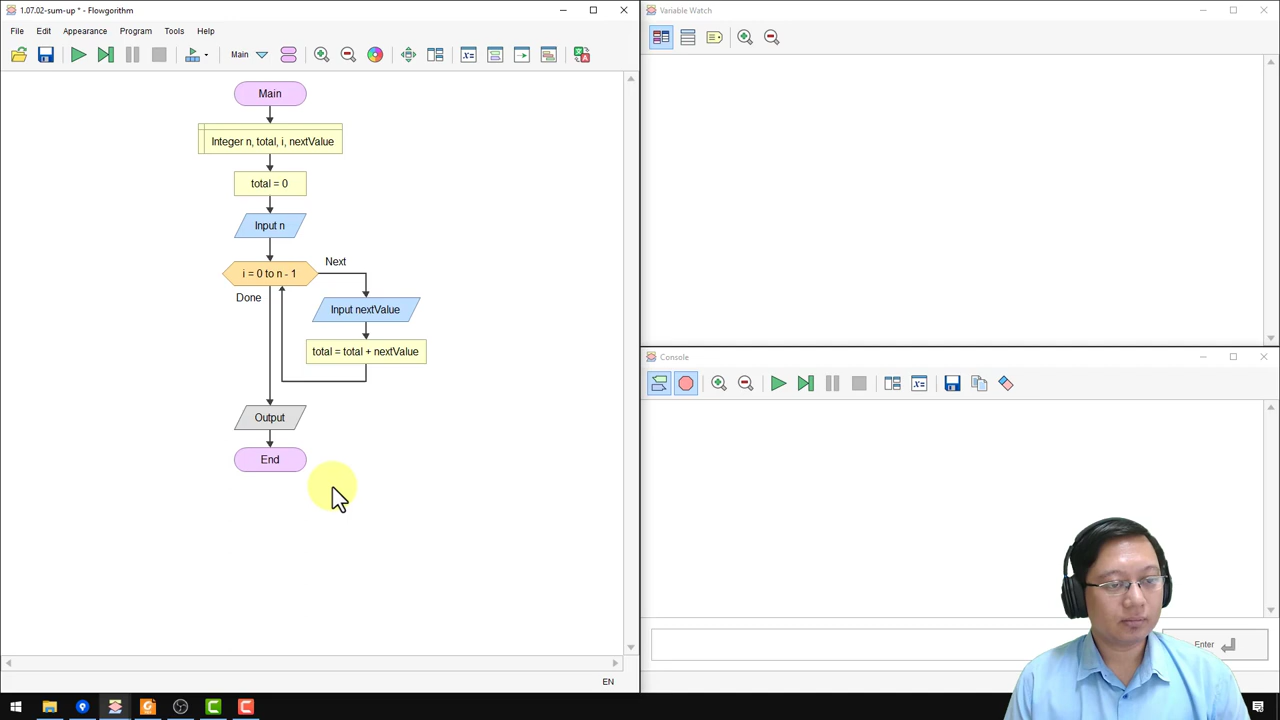 1.07.02-sum-up * - Flowgorithm
File Edit Appearance Program Tools Help
Main
Main
Integer n, total, i, nextValue
total = 0
Input n
i = 0 to n - 1
Next
Done
Input nextValue
total = total + nextValue
Output
End
EN
Variable Watch
Console
Enter